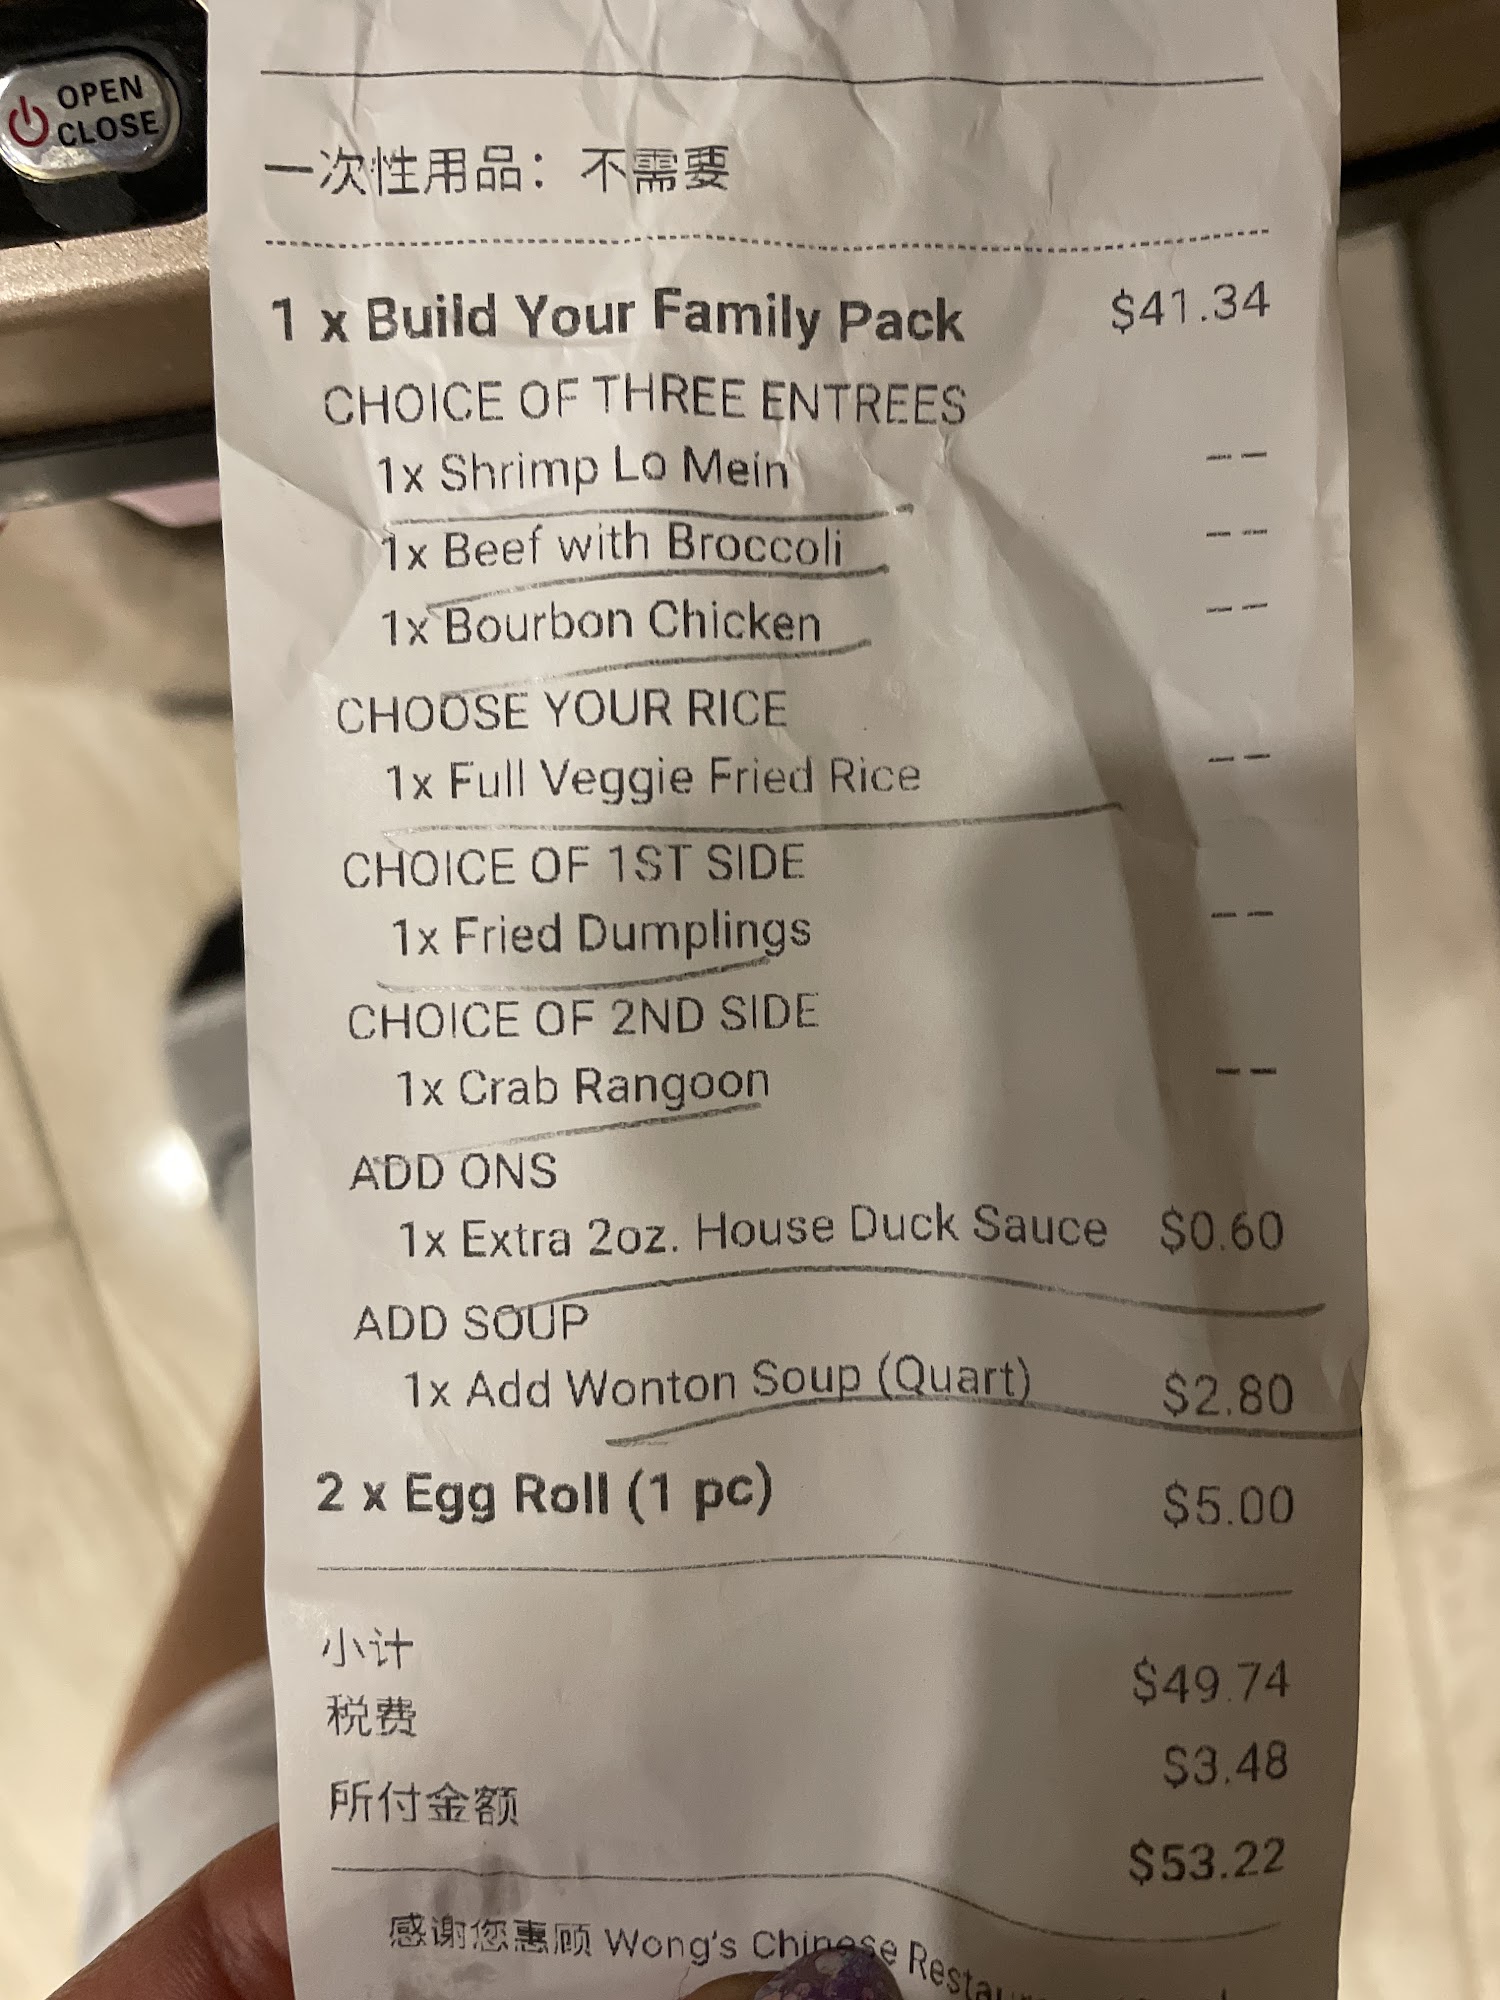 OPEN
CLOSE
一次性用品：不需要
1 x Build Your Family Pack $41.34
CHOICE OF THREE ENTREES
1x Shrimp Lo Mein --
1x Beef with Broccoli --
1x Bourbon Chicken --
CHOOSE YOUR RICE
1x Full Veggie Fried Rice --
CHOICE OF 1ST SIDE
1x Fried Dumplings --
CHOICE OF 2ND SIDE
1x Crab Rangoon --
ADD ONS
1x Extra 2oz. House Duck Sauce $0.60
ADD SOUP
1x Add Wonton Soup (Quart) $2.80
2 x Egg Roll (1 pc) $5.00
小计 $49.74
税费 $3.48
所付金额 $53.22
感谢您惠顾 Wong's Chinese